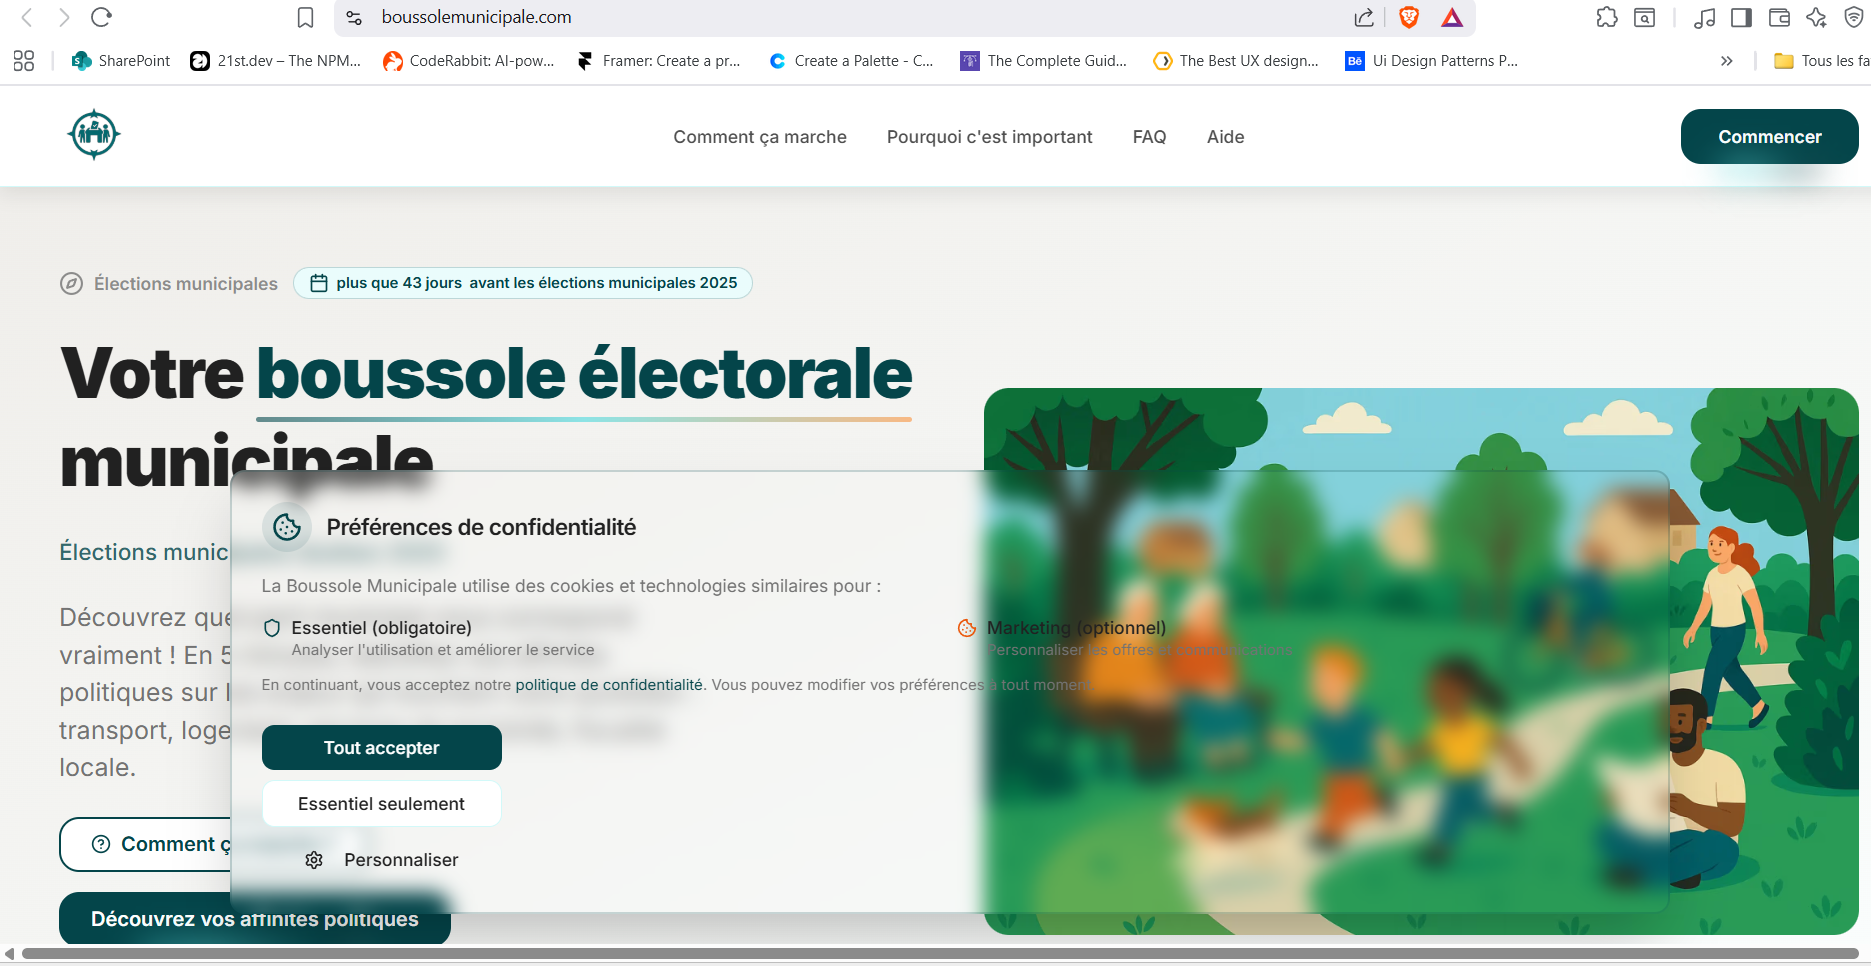 boussolemunicipale.com
SharePoint
21st.dev – The NPM...
CodeRabbit: AI-pow...
Framer: Create a pr...
Create a Palette - C...
The Complete Guid...
The Best UX design...
Bē
Ui Design Patterns P...
Tous les fa
Comment ça marche
Pourquoi c'est important
FAQ
Aide
Commencer
Élections municipales
plus que 43 jours avant les élections municipales 2025
Votre boussole électorale
municipale
Élections munic
Découvrez que
vraiment ! En 5
politiques sur l
transport, loge
locale.
Comment ç
Découvrez vos affinités politiques
Préférences de confidentialité
La Boussole Municipale utilise des cookies et technologies similaires pour :
Essentiel (obligatoire)
Analyser l'utilisation et améliorer le service
Marketing (optionnel)
Personnaliser les offres et communications
En continuant, vous acceptez notre politique de confidentialité. Vous pouvez modifier vos préférences à tout moment.
Tout accepter
Essentiel seulement
Personnaliser